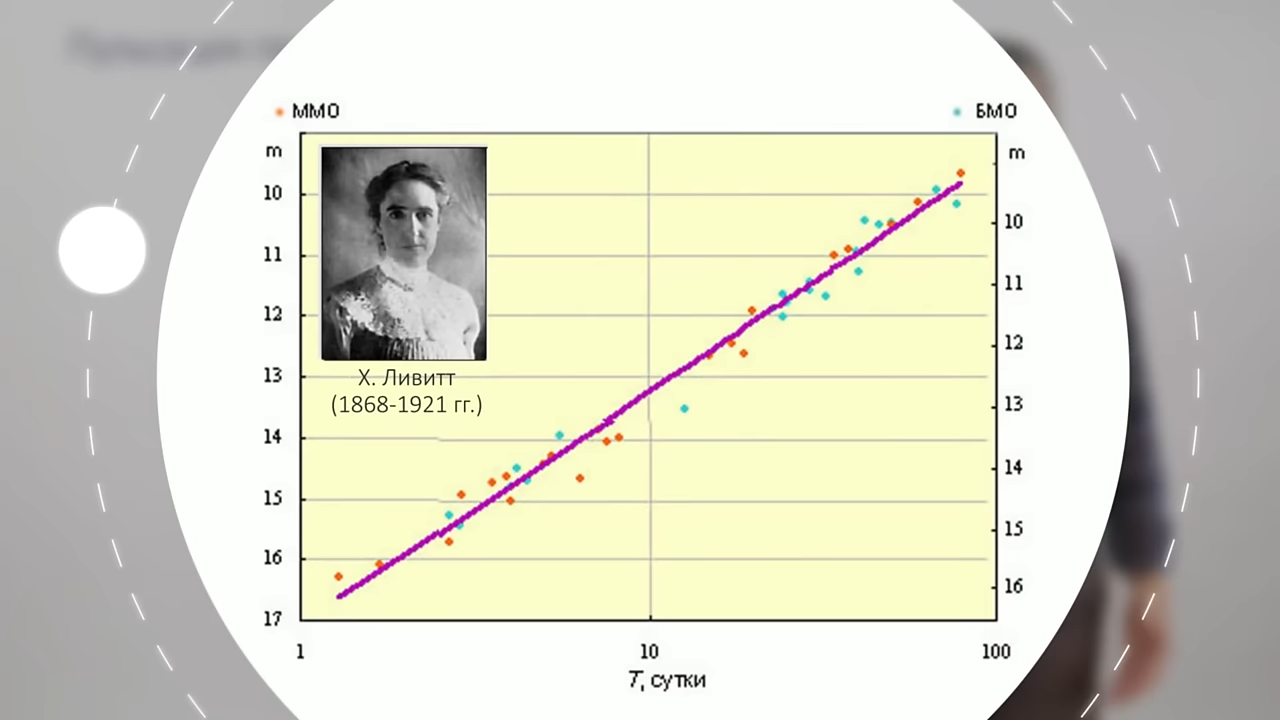 ММО
БМО
m
m
10
11
12
13
14
15
16
17
10
11
12
13
14
15
16
Х. Ливитт
(1868-1921 гг.)
1
10
100
T, сутки